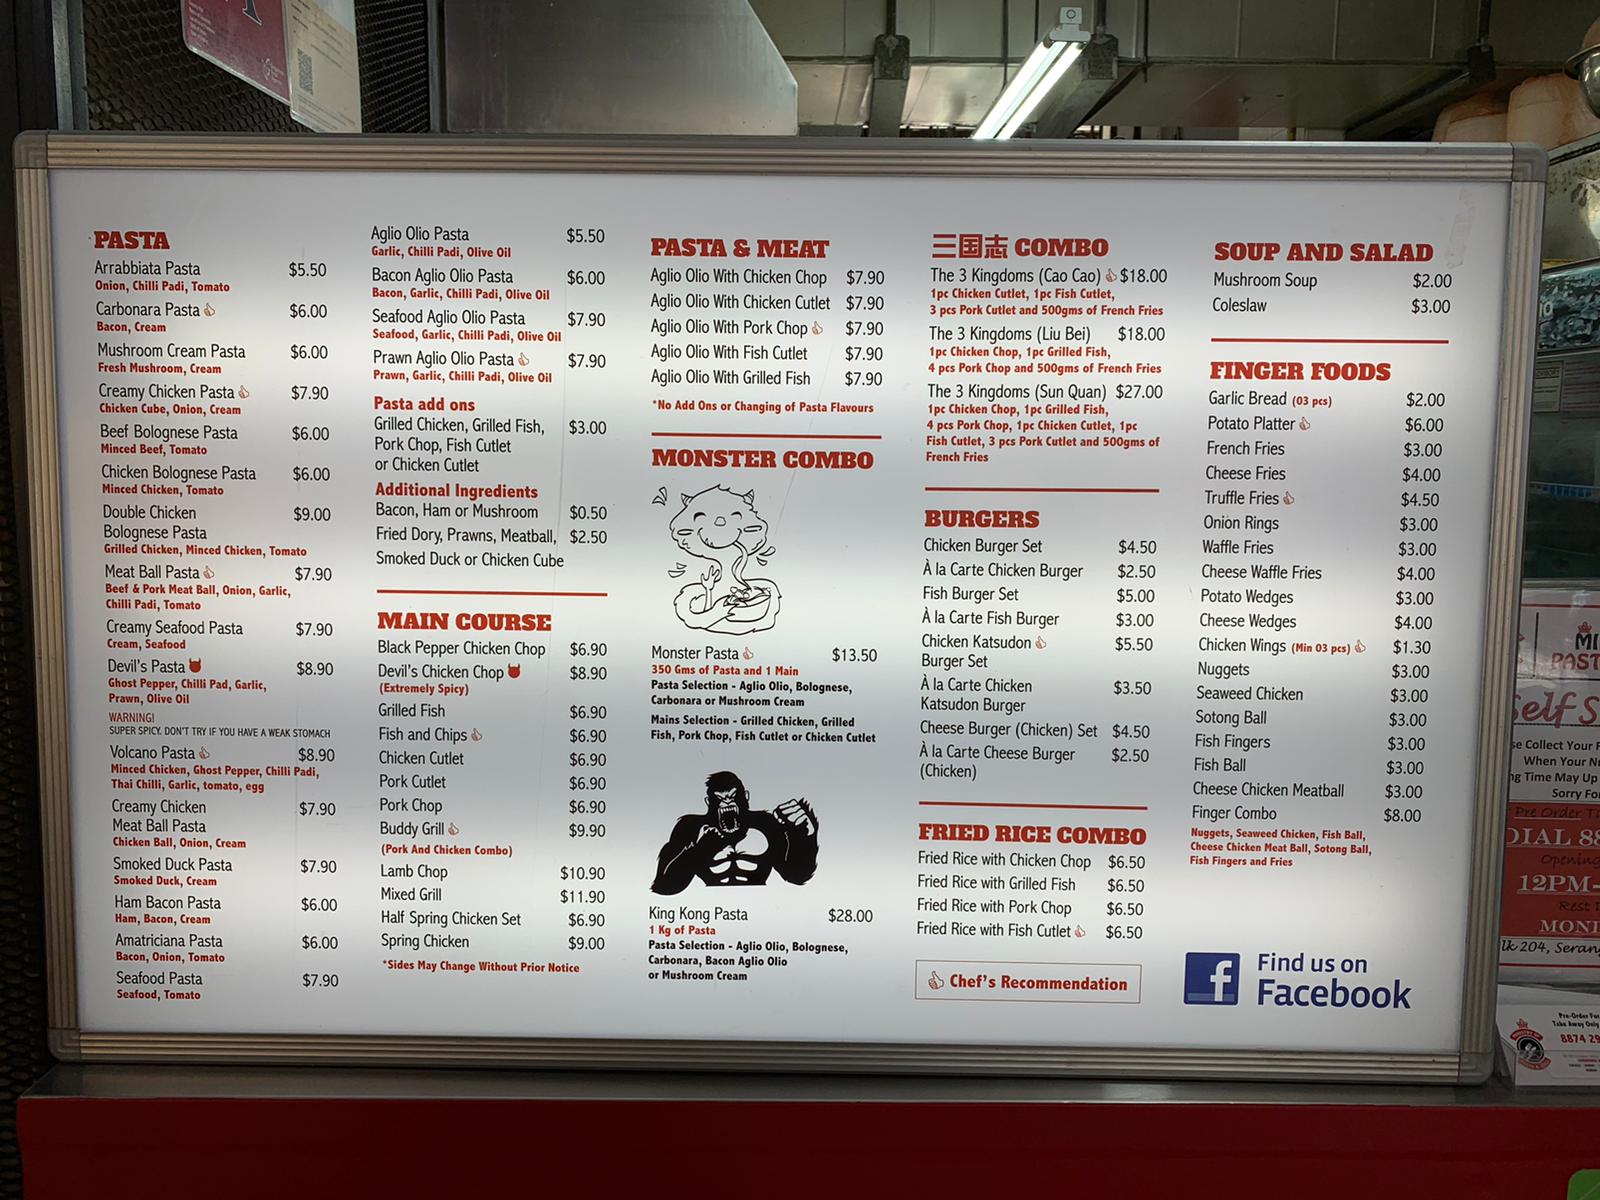 PASTA
Arrabbiata Pasta $5.50
Onion, Chilli Padi, Tomato
Carbonara Pasta $6.00
Bacon, Cream
Mushroom Cream Pasta $6.00
Fresh Mushroom, Cream
Creamy Chicken Pasta $7.90
Chicken Cube, Onion, Cream
Beef Bolognese Pasta $6.00
Minced Beef, Tomato
Chicken Bolognese Pasta $6.00
Minced Chicken, Tomato
Double Chicken $9.00
Bolognese Pasta
Grilled Chicken, Minced Chicken, Tomato
Meat Ball Pasta $7.90
Beef & Pork Meat Ball, Onion, Garlic,
Chilli Padi, Tomato
Creamy Seafood Pasta $7.90
Cream, Seafood
Devil's Pasta $8.90
Ghost Pepper, Chilli Pad, Garlic,
Prawn, Olive Oil
WARNING!
SUPER SPICY. DON'T TRY IF YOU HAVE A WEAK STOMACH
Volcano Pasta $8.90
Minced Chicken, Ghost Pepper, Chilli Padi,
Thai Chilli, Garlic, tomato, egg
Creamy Chicken $7.90
Meat Ball Pasta
Chicken Ball, Onion, Cream
Smoked Duck Pasta $7.90
Smoked Duck, Cream
Ham Bacon Pasta $6.00
Ham, Bacon, Cream
Amatriciana Pasta $6.00
Bacon, Onion, Tomato
Seafood Pasta $7.90
Seafood, Tomato
Aglio Olio Pasta $5.50
Garlic, Chilli Padi, Olive Oil
Bacon Aglio Olio Pasta $6.00
Bacon, Garlic, Chilli Padi, Olive Oil
Seafood Aglio Olio Pasta $7.90
Seafood, Garlic, Chilli Padi, Olive Oil
Prawn Aglio Olio Pasta $7.90
Prawn, Garlic, Chilli Padi, Olive Oil
Pasta add ons
Grilled Chicken, Grilled Fish, $3.00
Pork Chop, Fish Cutlet
or Chicken Cutlet
Additional Ingredients
Bacon, Ham or Mushroom $0.50
Fried Dory, Prawns, Meatball, $2.50
Smoked Duck or Chicken Cube
MAIN COURSE
Black Pepper Chicken Chop $6.90
Devil's Chicken Chop $8.90
(Extremely Spicy)
Grilled Fish $6.90
Fish and Chips $6.90
Chicken Cutlet $6.90
Pork Cutlet $6.90
Pork Chop $6.90
Buddy Grill $9.90
(Pork And Chicken Combo)
Lamb Chop $10.90
Mixed Grill $11.90
Half Spring Chicken Set $6.90
Spring Chicken $9.00
*Sides May Change Without Prior Notice
PASTA & MEAT
Aglio Olio With Chicken Chop $7.90
Aglio Olio With Chicken Cutlet $7.90
Aglio Olio With Pork Chop $7.90
Aglio Olio With Fish Cutlet $7.90
Aglio Olio With Grilled Fish $7.90
*No Add Ons or Changing of Pasta Flavours
MONSTER COMBO
Monster Pasta $13.50
350 Gms of Pasta and 1 Main
Pasta Selection - Aglio Olio, Bolognese,
Carbonara or Mushroom Cream
Mains Selection - Grilled Chicken, Grilled
Fish, Pork Chop, Fish Cutlet or Chicken Cutlet
King Kong Pasta $28.00
1 Kg of Pasta
Pasta Selection - Aglio Olio, Bolognese,
Carbonara, Bacon Aglio Olio
or Mushroom Cream
三国志 COMBO
The 3 Kingdoms (Cao Cao) $18.00
1pc Chicken Cutlet, 1pc Fish Cutlet,
3 pcs Pork Cutlet and 500gms of French Fries
The 3 Kingdoms (Liu Bei) $18.00
1pc Chicken Chop, 1pc Grilled Fish,
4 pcs Pork Chop and 500gms of French Fries
The 3 Kingdoms (Sun Quan) $27.00
1pc Chicken Chop, 1pc Grilled Fish,
4 pcs Pork Chop, 1pc Chicken Cutlet, 1pc
Fish Cutlet, 3 pcs Pork Cutlet and 500gms of
French Fries
BURGERS
Chicken Burger Set $4.50
À la Carte Chicken Burger $2.50
Fish Burger Set $5.00
À la Carte Fish Burger $3.00
Chicken Katsudon $5.50
Burger Set
À la Carte Chicken $3.50
Katsudon Burger
Cheese Burger (Chicken) Set $4.50
À la Carte Cheese Burger $2.50
(Chicken)
FRIED RICE COMBO
Fried Rice with Chicken Chop $6.50
Fried Rice with Grilled Fish $6.50
Fried Rice with Pork Chop $6.50
Fried Rice with Fish Cutlet $6.50
Chef's Recommendation
SOUP AND SALAD
Mushroom Soup $2.00
Coleslaw $3.00
FINGER FOODS
Garlic Bread (03 pcs) $2.00
Potato Platter $6.00
French Fries $3.00
Cheese Fries $4.00
Truffle Fries $4.50
Onion Rings $3.00
Waffle Fries $3.00
Cheese Waffle Fries $4.00
Potato Wedges $3.00
Cheese Wedges $4.00
Chicken Wings (Min 03 pcs) $1.30
Nuggets $3.00
Seaweed Chicken $3.00
Sotong Ball $3.00
Fish Fingers $3.00
Fish Ball $3.00
Cheese Chicken Meatball $3.00
Finger Combo $8.00
Nuggets, Seaweed Chicken, Fish Ball,
Cheese Chicken Meat Ball, Sotong Ball,
Fish Fingers and Fries
f Find us on
Facebook
MI
PAST
Self S
se Collect Your
When Your N
ng Time May Up
Sorry Fo
Pre Order
DIAL 88
Opening
12PM-
Rest
MON
lk 204, Seran
Pre-Order For
Take Away Only
8874 29